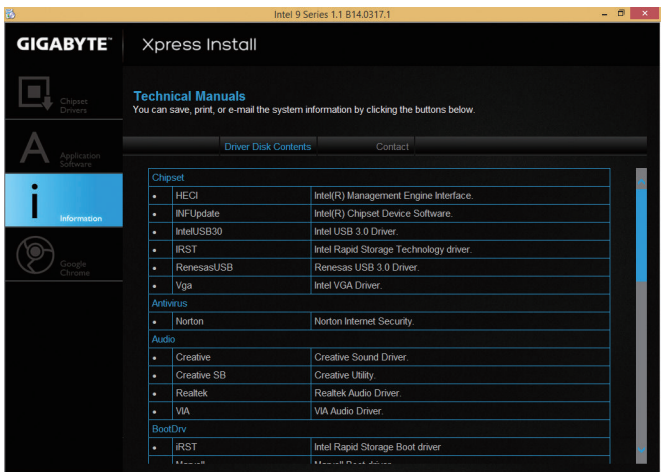 Intel 9 Series 1.1 B14.0317.1
GIGABYTE™
Xpress Install
Chipset
Drivers
Application
Software
Information
Google
Chrome
Technical Manuals
You can save, print, or e-mail the system information by clicking the buttons below.
Driver Disk Contents Contact
Chipset
• HECI Intel(R) Management Engine Interface.
• INFUpdate Intel(R) Chipset Device Software.
• IntelUSB30 Intel USB 3.0 Driver.
• IRST Intel Rapid Storage Technology driver.
• RenesasUSB Renesas USB 3.0 Driver.
• Vga Intel VGA Driver.
Antivirus
• Norton Norton Internet Security.
Audio
• Creative Creative Sound Driver.
• Creative SB Creative Utility.
• Realtek Realtek Audio Driver.
• VIA VIA Audio Driver.
BootDrv
• iRST Intel Rapid Storage Boot driver